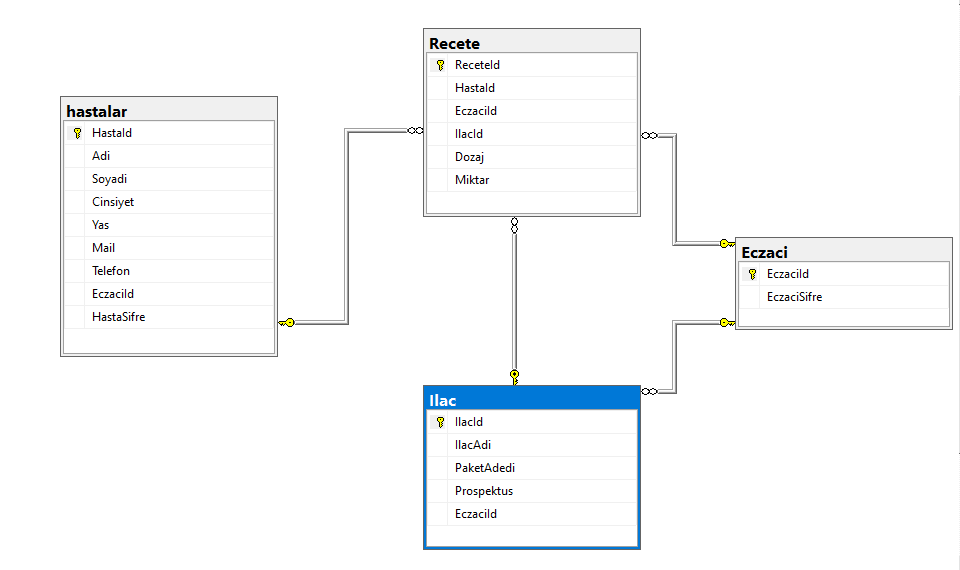 Recete
ReceteId
HastaId
EczaciId
IlacId
Dozaj
Miktar
hastalar
HastaId
Adi
Soyadi
Cinsiyet
Yas
Mail
Telefon
EczaciId
HastaSifre
Eczaci
EczaciId
EczaciSifre
Ilac
IlacId
IlacAdi
PaketAdedi
Prospektus
EczaciId